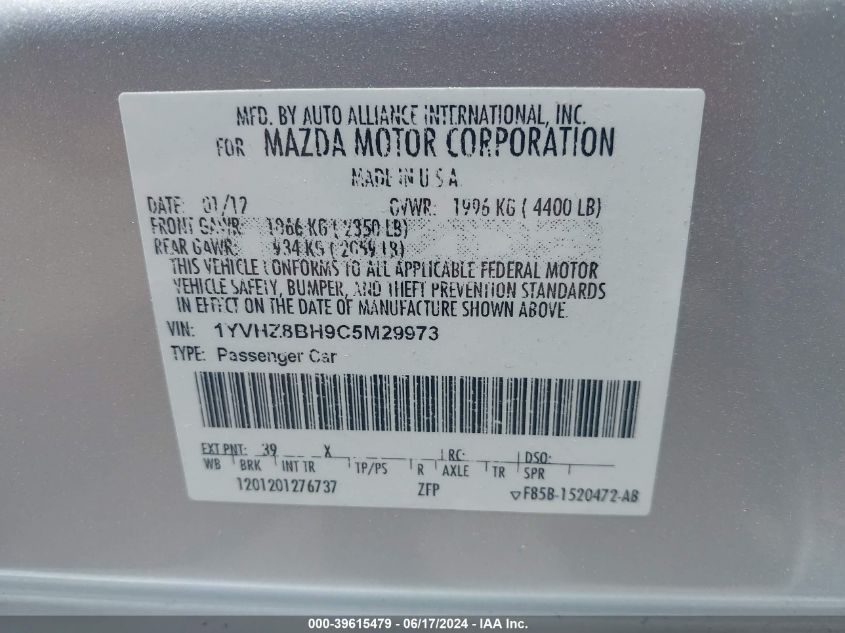 MFD. BY AUTO ALLIANCE INTERNATIONAL, INC.
FOR MAZDA MOTOR CORPORATION
MADE IN U S A
DATE: 01/12 GVWR: 1996 KG ( 4400 LB)
FRONT GAWR: 1066 KG ( 2350 LB)
REAR GAWR: 934 KG ( 2059 LB)
THIS VEHICLE CONFORMS TO ALL APPLICABLE FEDERAL MOTOR
VEHICLE SAFETY, BUMPER, AND THEFT PREVENTION STANDARDS
IN EFFECT ON THE DATE OF MANUFACTURE SHOWN ABOVE.
VIN: 1YVHZ8BH9C5M29973
TYPE: Passenger Car
EXT PNT: 39 X RC: DSO:
WB BRK INT TR TP/PS R AXLE TR SPR
1201201276737 ZFP ▽F85B-1520472-AB
000-39615479 - 06/17/2024 - IAA Inc.